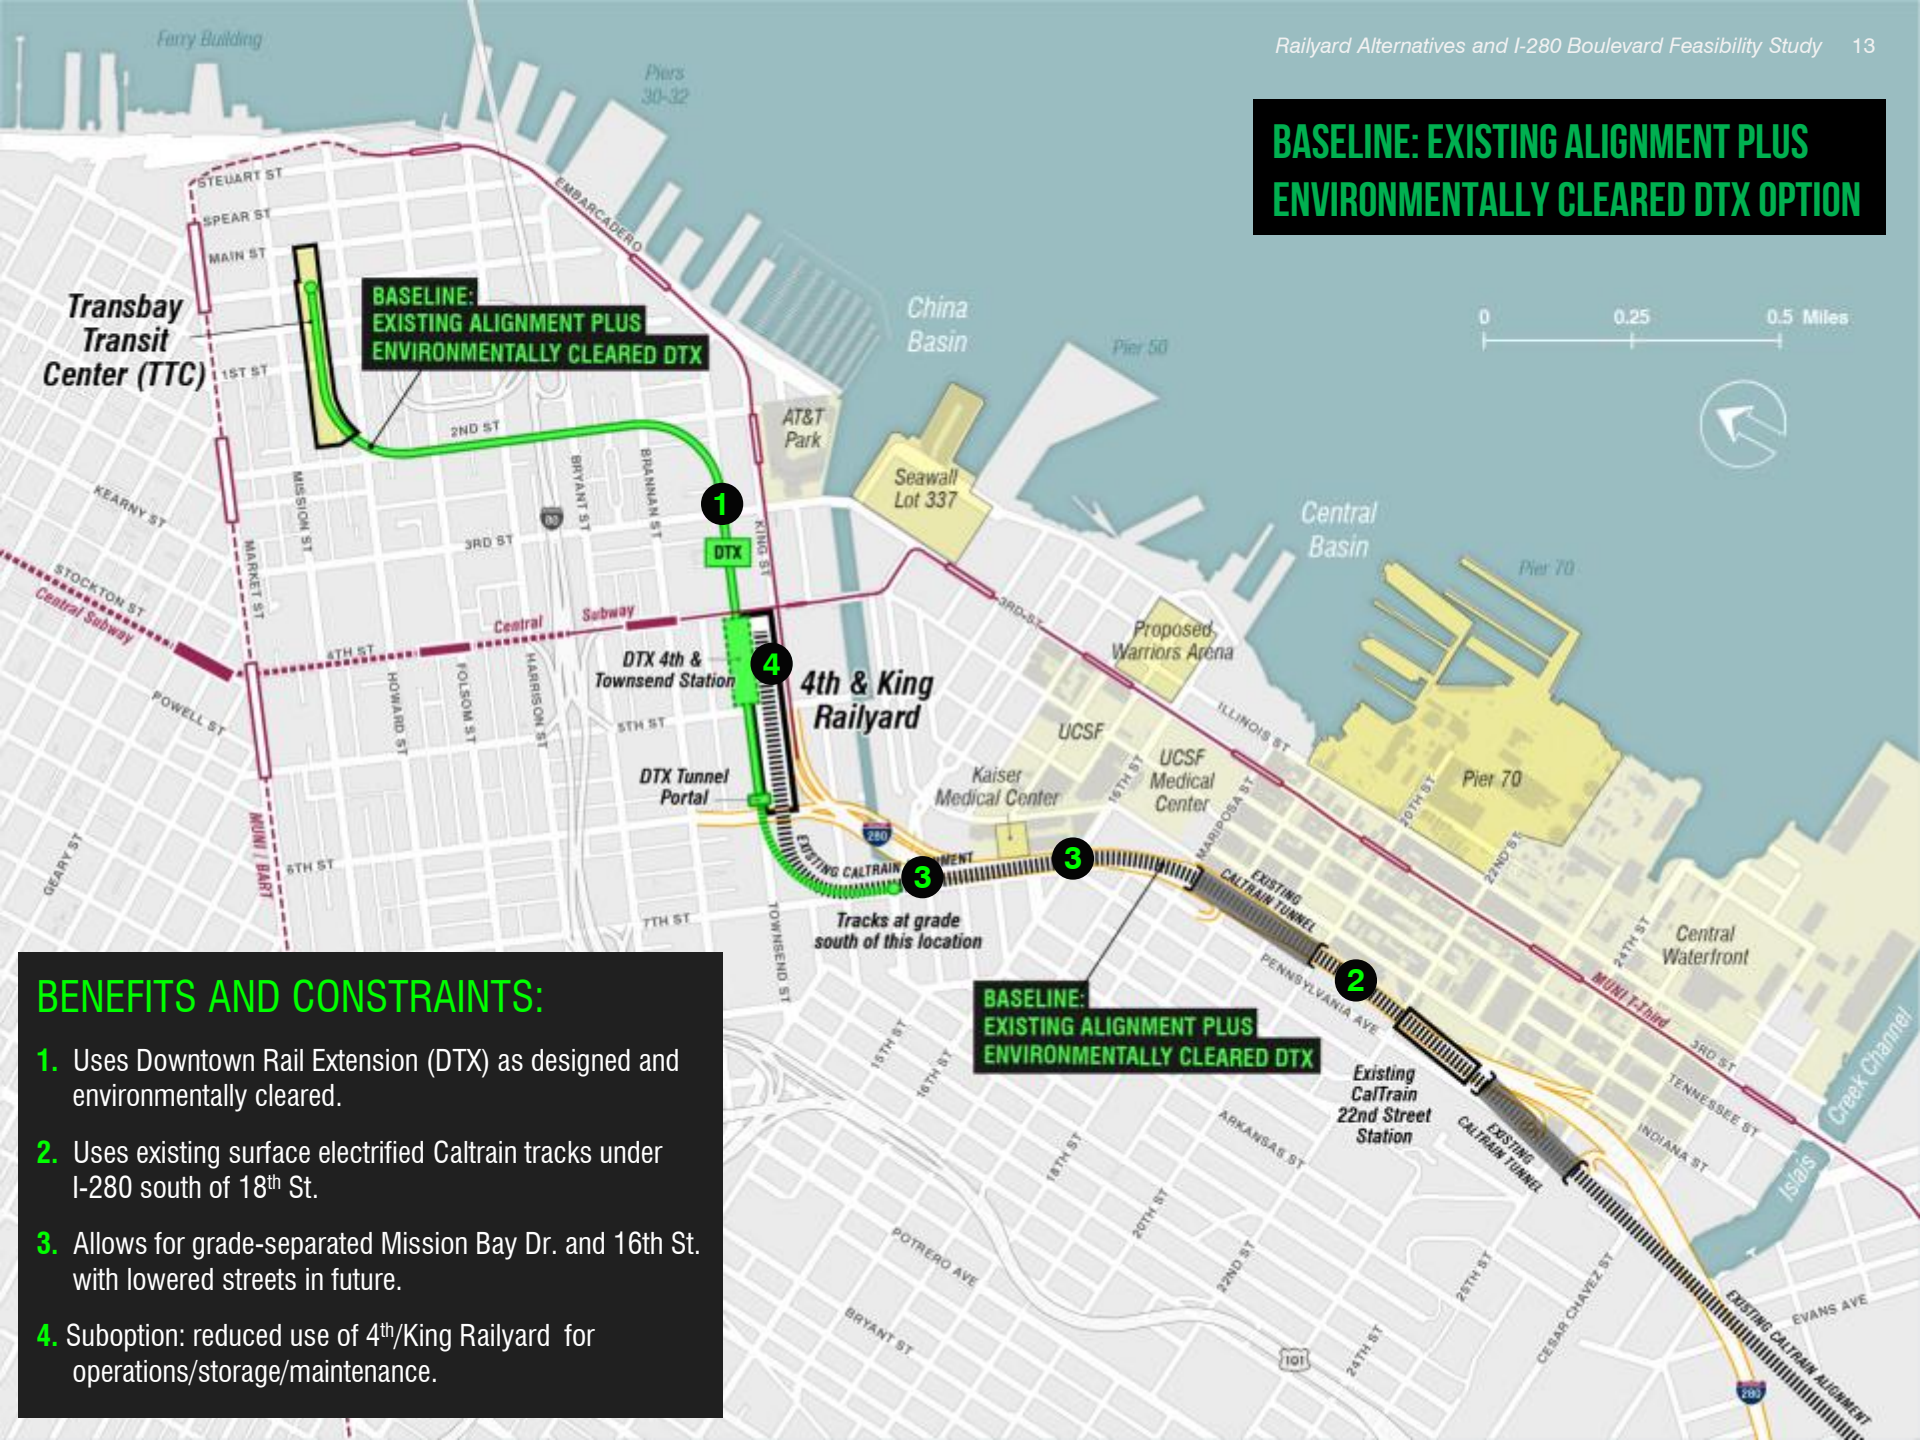 Railyard Alternatives and I-280 Boulevard Feasibility Study 13
BASELINE: EXISTING ALIGNMENT PLUS
ENVIRONMENTALLY CLEARED DTX OPTION
Ferry Building
Piers
30-32
STEUART ST
SPEAR ST
MAIN ST
EMBARCADERO
Transbay
Transit
Center (TTC)
1ST ST
BASELINE:
EXISTING ALIGNMENT PLUS
ENVIRONMENTALLY CLEARED DTX
China
Basin
Pier 50
0 0.25 0.5 Miles
AT&T
Park
2ND ST
Seawall
Lot 337
KEARNY ST
MISSION ST
BRYANT ST
BRANNAN ST
80
1
KING ST
DTX
3RD ST
Central
Basin
Pier 70
STOCKTON ST
Central Subway
MARKET ST
Central
Subway
3RD ST
Proposed
Warriors Arena
4TH ST
DTX 4th &
Townsend Station
4
4th & King
Railyard
POWELL ST
HOWARD ST
FOLSOM ST
HARRISON ST
5TH ST
ILLINOIS ST
UCSF
UCSF
Medical
Center
16TH ST
Kaiser
Medical Center
DTX Tunnel
Portal
MARIPOSA ST
20TH ST
22ND ST
Pier 70
280
GEARY ST
MUNI / BART
6TH ST
EXISTING CALTRAIN
MENT
3
3
EXISTING
CALTRAIN TUNNEL
7TH ST
TOWNSEND ST
Tracks at grade
south of this location
PENNSYLVANIA AVE
2
24TH ST
Central
Waterfront
MUNI T-Third
BASELINE:
EXISTING ALIGNMENT PLUS
ENVIRONMENTALLY CLEARED DTX
15TH ST
16TH ST
Existing
CalTrain
22nd Street
Station
3RD ST
TENNESSEE ST
INDIANA ST
Islais
Creek Channel
EXISTING
CALTRAIN TUNNEL
ARKANSAS ST
18TH ST
20TH ST
22ND ST
POTRERO AVE
BRYANT ST
25TH ST
24TH ST
CESAR CHAVEZ ST
EVANS AVE
EXISTING CALTRAIN ALIGNMENT
101
280
BENEFITS AND CONSTRAINTS:
1. Uses Downtown Rail Extension (DTX) as designed and
environmentally cleared.
2. Uses existing surface electrified Caltrain tracks under
I-280 south of 18th St.
3. Allows for grade-separated Mission Bay Dr. and 16th St.
with lowered streets in future.
4. Suboption: reduced use of 4th/King Railyard for
operations/storage/maintenance.